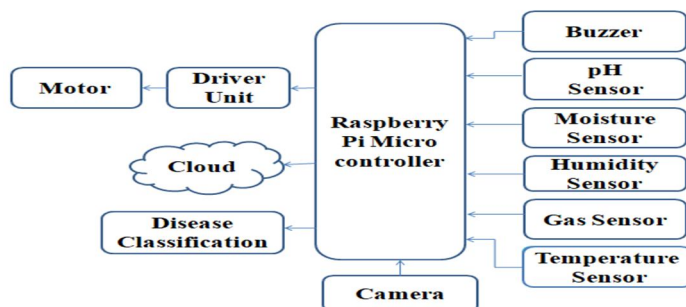 Buzzer
pH
Sensor
Motor
Driver
Unit
Raspberry
Pi Micro
controller
Moisture
Sensor
Cloud
Humidity
Sensor
Disease
Classification
Gas Sensor
Temperature
Sensor
Camera